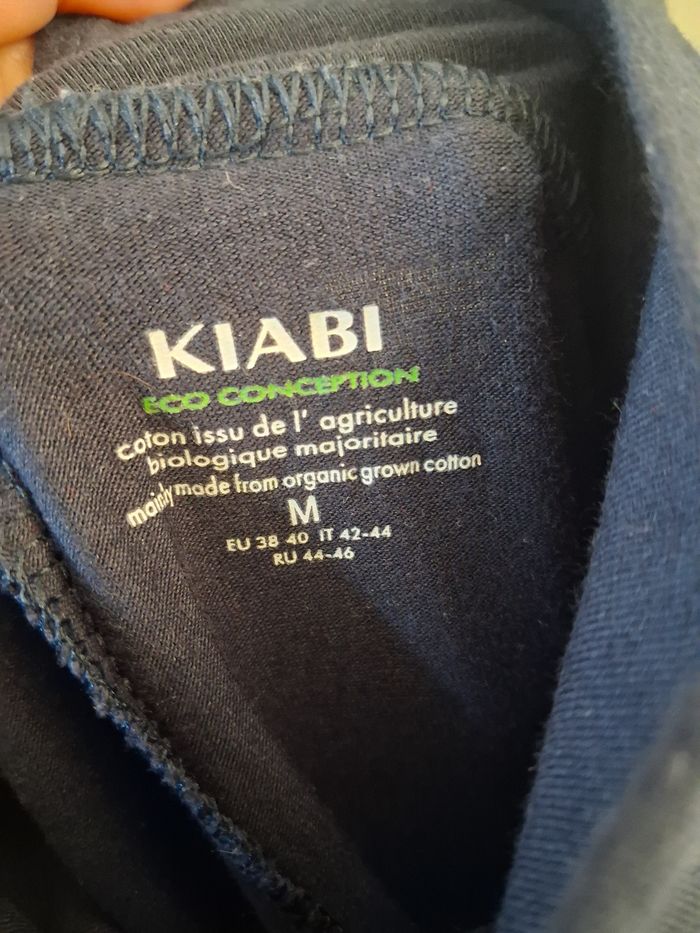 KIABI
ECO CONCEPTION
coton issu de l' agriculture
biologique majoritaire
mainly made from organic grown cotton
M
EU 38 40 IT 42-44
RU 44-46